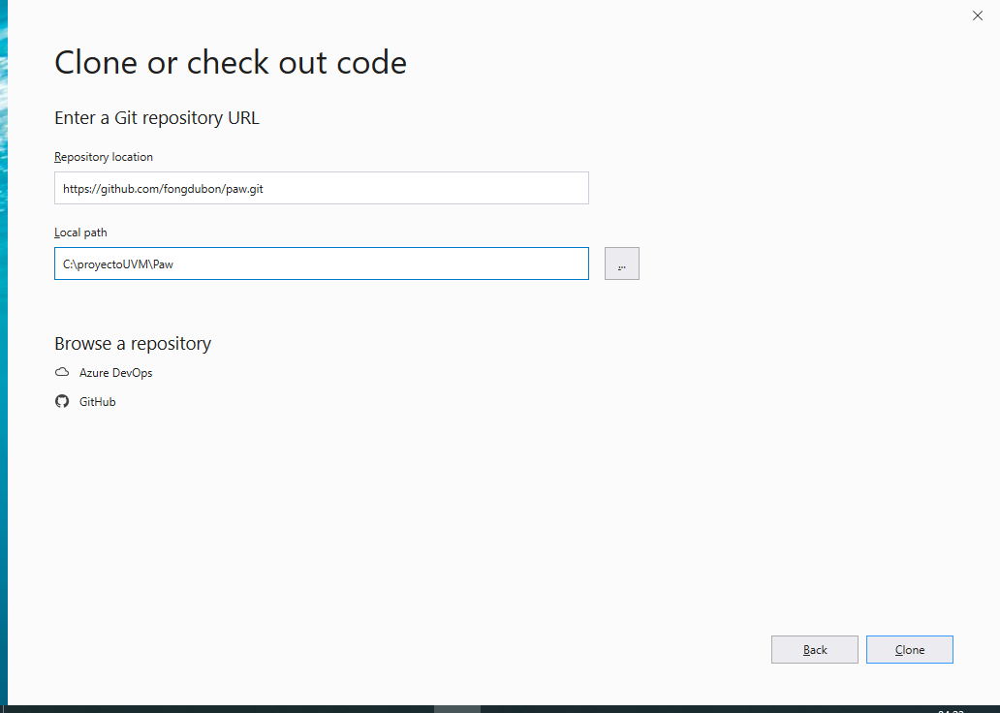 Clone or check out code
Enter a Git repository URL
Repository location
https://github.com/fongdubon/paw.git
Local path
C:\proyectoUVM\Paw
...
Browse a repository
Azure DevOps
GitHub
Back
Clone